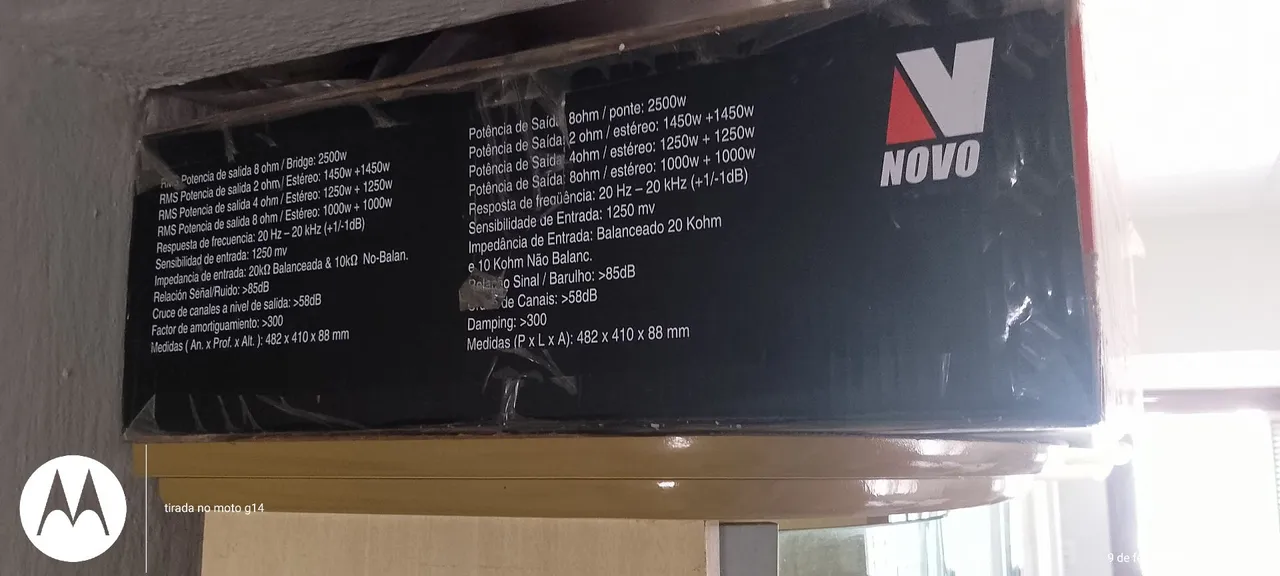 RMS Potencia de salida 8 ohm / Bridge: 2500w
RMS Potencia de salida 2 ohm / Estéreo: 1450w +1450w
RMS Potencia de salida 4 ohm / Estéreo: 1250w + 1250w
RMS Potencia de salida 8 ohm / Estéreo: 1000w + 1000w
Respuesta de frecuencia: 20 Hz – 20 kHz (+/-1dB)
Sensibilidad de entrada: 1250 mv
Impedancia de entrada: 20kΩ Balanceada & 10kΩ No-Balan.
Relación Señal/Ruido: >85dB
Cruce de canales a nivel de salida: >58dB
Factor de amortiguamiento: >300
Medidas ( An. x Prof. x Alt. ): 482 x 410 x 88 mm
Potência de Saída: 8ohm / ponte: 2500w
Potência de Saída: 2 ohm / estéreo: 1450w +1450w
Potência de Saída: 4ohm / estéreo: 1250w + 1250w
Potência de Saída: 8ohm / estéreo: 1000w + 1000w
Resposta de freqüência: 20 Hz – 20 kHz (+/-1dB)
Sensibilidade de Entrada: 1250 mv
Impedância de Entrada: Balanceado 20 Kohm
e 10 Kohm Não Balanc.
Relação Sinal / Barulho: >85dB
de Canais: >58dB
Damping: >300
Medidas (P x L x A): 482 x 410 x 88 mm
NOVO
tirada no moto g14
9 de